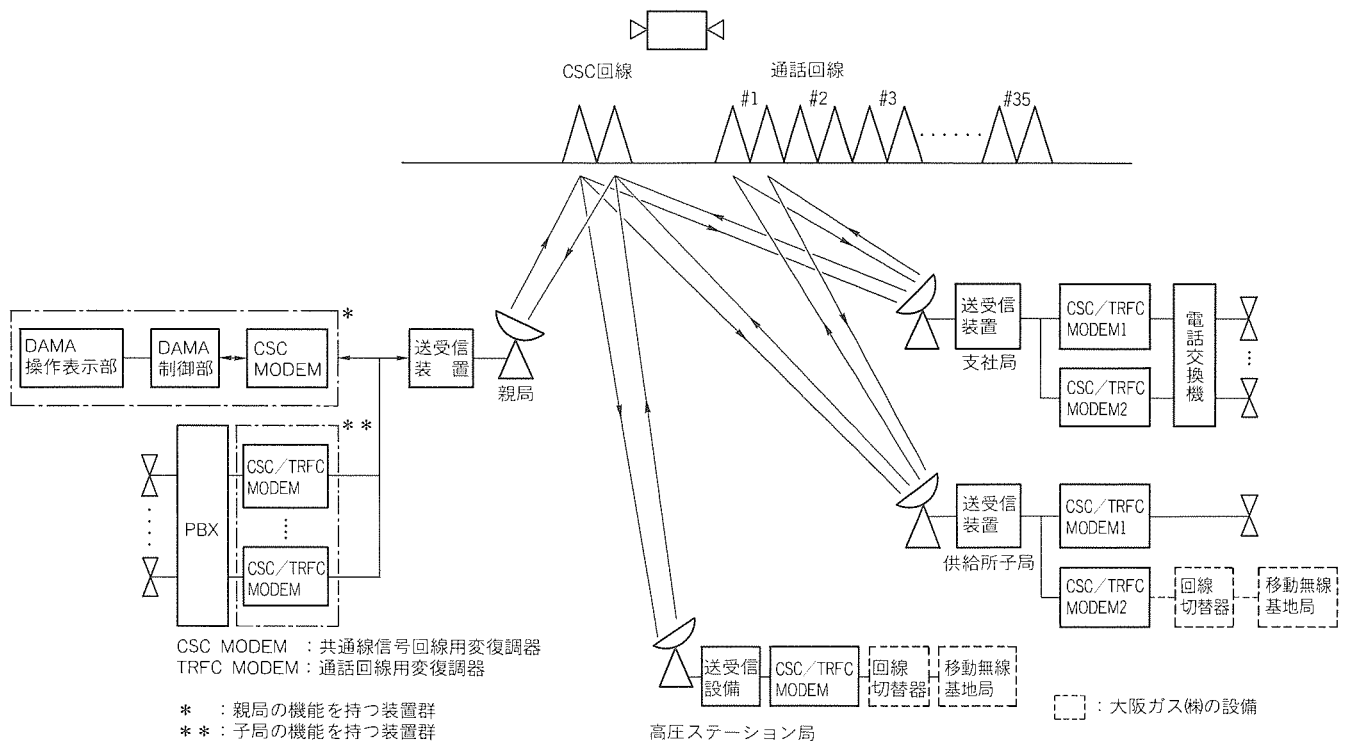 CSC回線
通話回線
#1
#2
#3
……
#35
*
DAMA
操作表示部
DAMA
制御部
CSC
MODEM
送受信
装置
親局
**
PBX
CSC/TRFC
MODEM
CSC/TRFC
MODEM
送受信
装置
支社局
CSC/TRFC
MODEM1
CSC/TRFC
MODEM2
電話交換機
送受信
装置
供給所子局
CSC/TRFC
MODEM1
CSC/TRFC
MODEM2
回線
切替器
移動無線
基地局
送受信
設備
CSC/TRFC
MODEM
回線
切替器
移動無線
基地局
高圧ステーション局
CSC MODEM :共通線信号回線用変復調器
TRFC MODEM:通話回線用変復調器
* :親局の機能を持つ装置群
**:子局の機能を持つ装置群
:大阪ガス㈱の設備